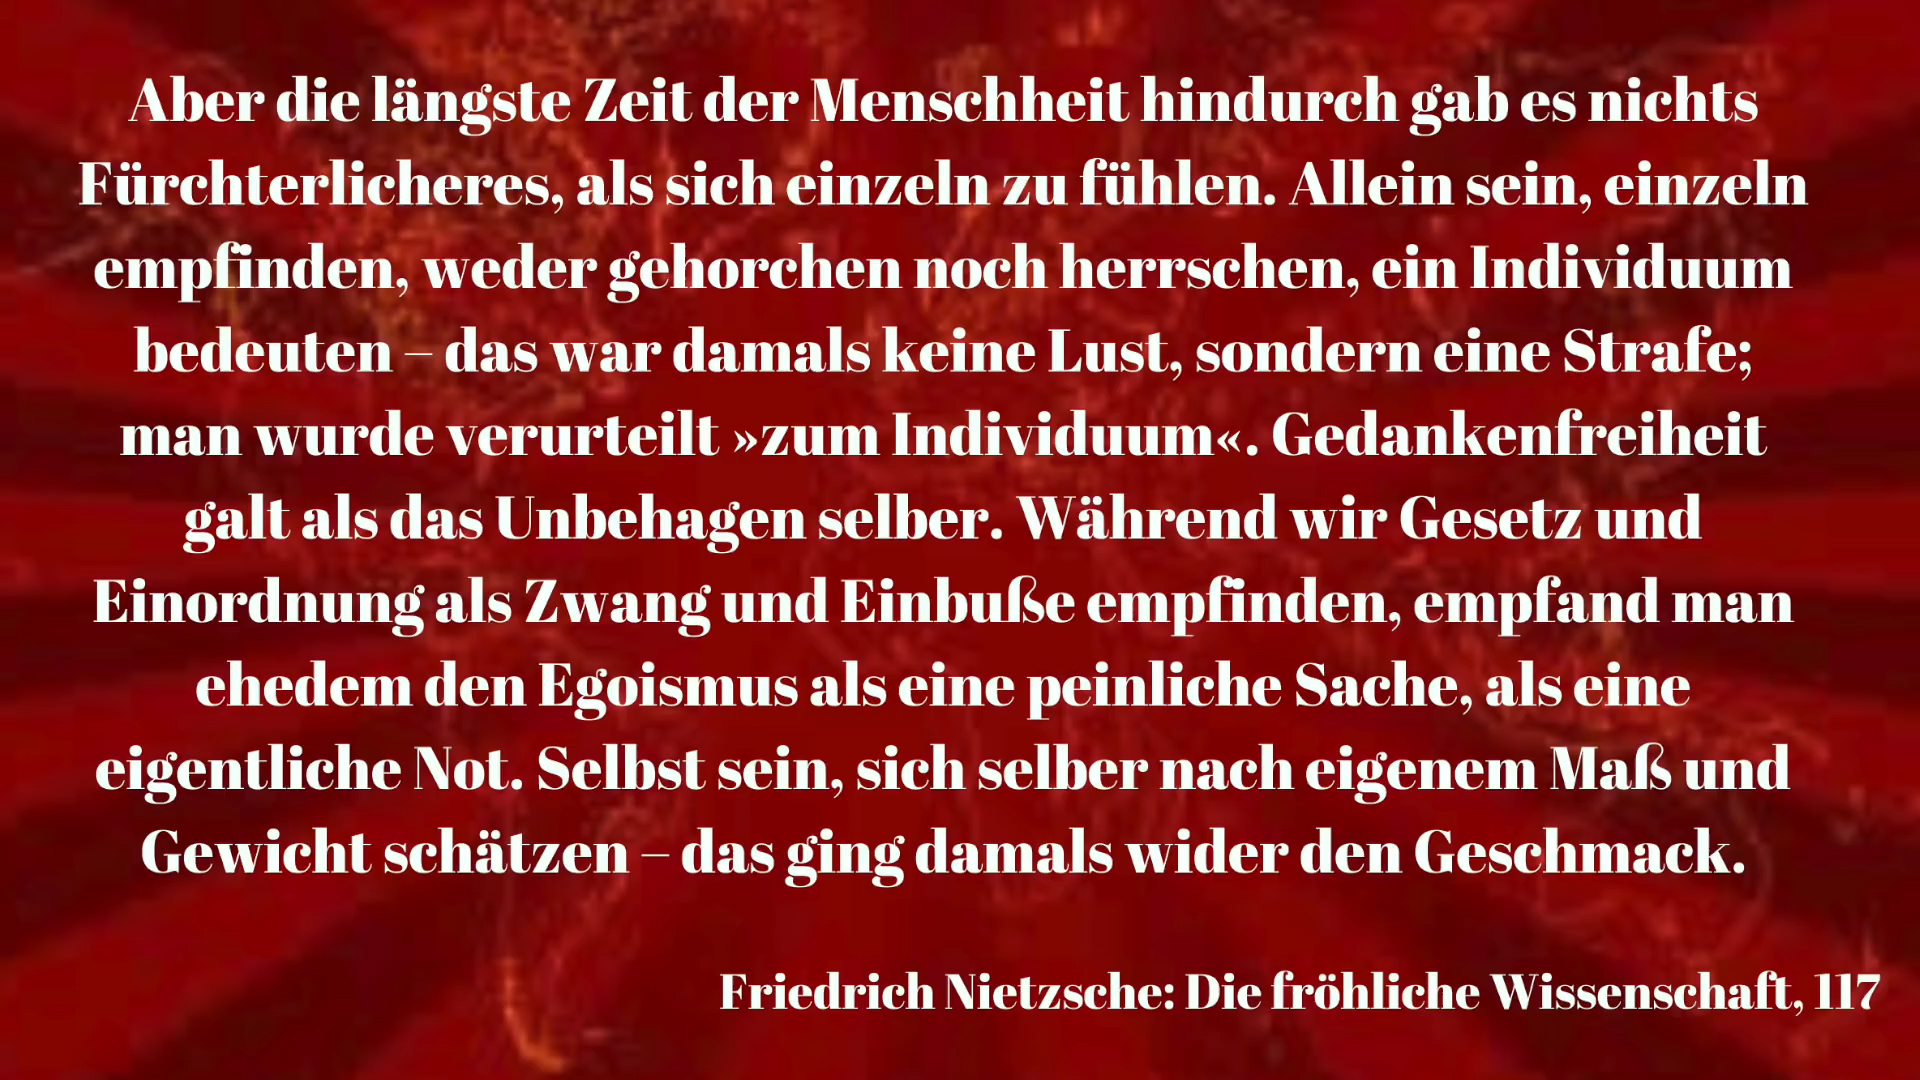 Aber die längste Zeit der Menschheit hindurch gab es nichts
Fürchterlicheres, als sich einzeln zu fühlen. Allein sein, einzeln
empfinden, weder gehorchen noch herrschen, ein Individuum
bedeuten – das war damals keine Lust, sondern eine Strafe;
man wurde verurteilt »zum Individuum«. Gedankenfreiheit
galt als das Unbehagen selber. Während wir Gesetz und
Einordnung als Zwang und Einbuße empfinden, empfand man
ehedem den Egoismus als eine peinliche Sache, als eine
eigentliche Not. Selbst sein, sich selber nach eigenem Maß und
Gewicht schätzen – das ging damals wider den Geschmack.
Friedrich Nietzsche: Die fröhliche Wissenschaft, 117